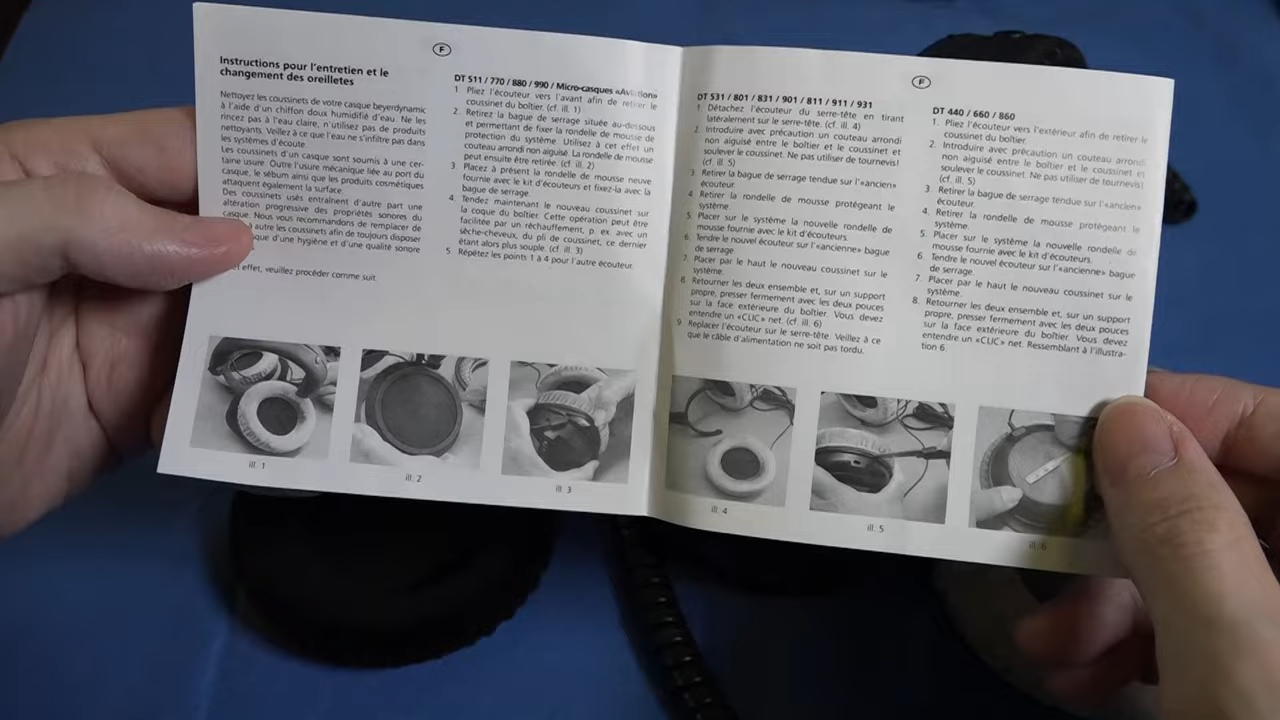 F
Instructions pour l'entretien et le
changement des oreillettes
Nettoyez les coussinets de votre casque beyerdynamic
à l'aide d'un chiffon doux humidifié d'eau. Ne les
rincez pas à l'eau claire, n'utilisez pas de produits
nettoyants. Veillez à ce que l'eau ne s'infiltre pas dans
les systèmes d'écoute.
Les coussinets d'un casque sont soumis à une cer-
taine usure. Outre l'usure mécanique liée au port du
casque, le sébum ainsi que les produits cosmétiques
attaquent également la surface.
Des coussinets usés entraînent d'autre part une
altération progressive des propriétés sonores du
casque. Nous vous recommandons de remplacer de
autre les coussinets afin de toujours disposer
d'une hygiène et d'une qualité sonore
effet, veuillez procéder comme suit.
DT 511 / 770 / 880 / 990 / Micro-casques «Aviation»
1. Pliez l'écouteur vers l'avant afin de retirer le
coussinet du boîtier. (cf. ill. 1)
2. Retirez la bague de serrage située au-dessous
et permettant de fixer la rondelle de mousse de
protection du système. Utilisez à cet effet un
couteau arrondi non aiguisé. La rondelle de mousse
peut ensuite être retirée. (cf. ill. 2)
3. Placez à présent la rondelle de mousse neuve
fournie avec le kit d'écouteurs et fixez-la avec la
bague de serrage.
4. Tendez maintenant le nouveau coussinet sur
la coque du boîtier. Cette opération peut être
facilitée par un réchauffement, p. ex. avec un
sèche-cheveux, du pli de coussinet, ce dernier
étant alors plus souple. (cf. ill. 3)
5. Répétez les points 1 à 4 pour l'autre écouteur.
ill. 1
ill. 2
ill. 3
F
DT 531 / 801 / 831 / 901 / 811 / 911 / 931
1. Détachez l'écouteur du serre-tête en tirant
latéralement sur le serre-tête. (cf. ill. 4)
2. Introduire avec précaution un couteau arrondi
non aiguisé entre le boîtier et le coussinet et
soulever le coussinet. Ne pas utiliser de tournevis!
(cf. ill. 5)
3. Retirer la bague de serrage tendue sur l'«ancien»
écouteur.
4. Retirer la rondelle de mousse protégeant le
système.
5. Placer sur le système la nouvelle rondelle de
mousse fournie avec le kit d'écouteurs.
6. Tendre le nouvel écouteur sur l'«ancienne» bague
de serrage.
7. Placer par le haut le nouveau coussinet sur le
système.
8. Retourner les deux ensemble et, sur un support
propre, presser fermement avec les deux pouces
sur la face extérieure du boîtier. Vous devez
entendre un «CLIC» net. (cf. ill. 6)
9. Replacer l'écouteur sur le serre-tête. Veillez à ce
que le câble d'alimentation ne soit pas tordu.
DT 440 / 660 / 860
1. Pliez l'écouteur vers l'extérieur afin de retirer le
coussinet du boîtier.
2. Introduire avec précaution un couteau arrondi
non aiguisé entre le boîtier et le coussinet et
soulever le coussinet. Ne pas utiliser de tournevis!
(cf. ill. 5)
3. Retirer la bague de serrage tendue sur l'«ancien»
écouteur.
4. Retirer la rondelle de mousse protégeant le
système.
5. Placer sur le système la nouvelle rondelle de
mousse fournie avec le kit d'écouteurs.
6. Tendre le nouvel écouteur sur l'«ancienne» bague
de serrage.
7. Placer par le haut le nouveau coussinet sur le
système.
8. Retourner les deux ensemble et, sur un support
propre, presser fermement avec les deux pouces
sur la face extérieure du boîtier. Vous devez
entendre un «CLIC» net. Ressemblant à l'illustra-
tion 6.
ill. 4
ill. 5
ill. 6